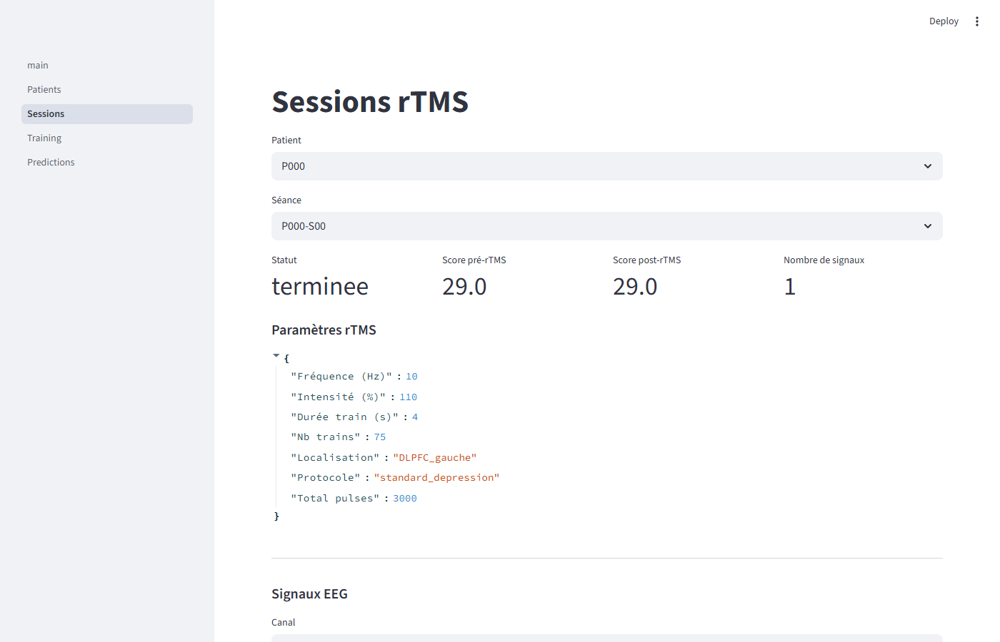 Deploy
main
Patients
Sessions
Training
Predictions
Sessions rTMS
Patient
P000
Séance
P000-S00
Statut
Score pré-rTMS
Score post-rTMS
Nombre de signaux
terminee
29.0
29.0
1
Paramètres rTMS
{
"Fréquence (Hz)" : 10
"Intensité (%)" : 110
"Durée train (s)" : 4
"Nb trains" : 75
"Localisation" : "DLPFC_gauche"
"Protocole" : "standard_depression"
"Total pulses" : 3000
}
Signaux EEG
Canal